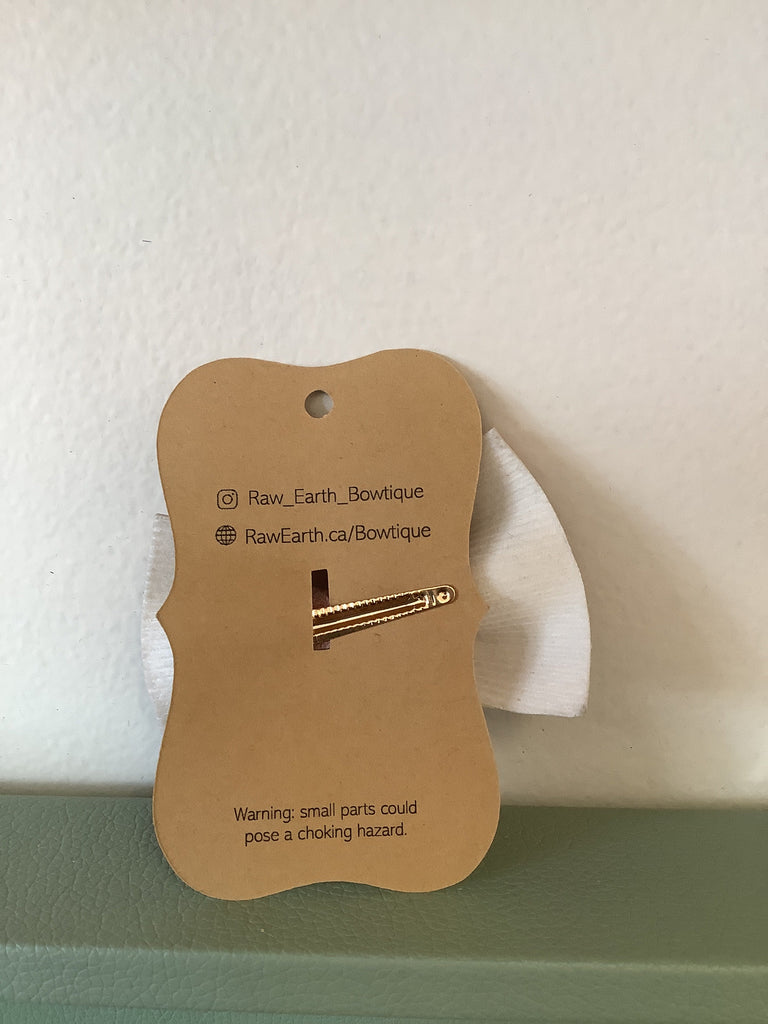 Raw_Earth_Bowtique
RawEarth.ca/Bowtique
Warning: small parts could
pose a choking hazard.